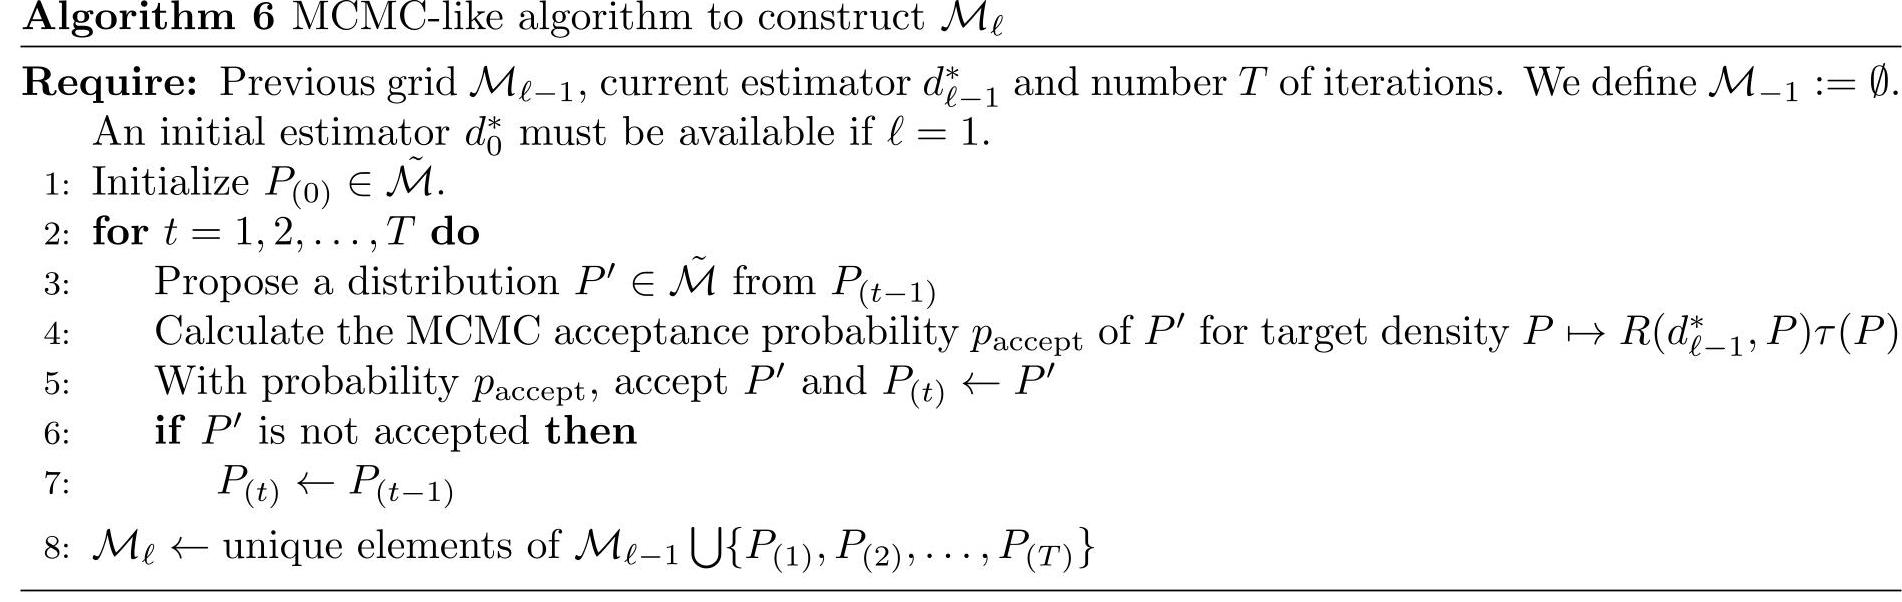 Algorithm 6 MCMC-like algorithm to construct $\mathcal{M}_\ell$
Require: Previous grid $\mathcal{M}_{\ell-1}$, current estimator $d^*_{\ell-1}$ and number $T$ of iterations. We define $\mathcal{M}_{-1} := \emptyset$.
An initial estimator $d^*_0$ must be available if $\ell = 1$.
1: Initialize $P_{(0)} \in \tilde{\mathcal{M}}$.
2: for $t = 1, 2, \ldots, T$ do
3: Propose a distribution $P' \in \tilde{\mathcal{M}}$ from $P_{(t-1)}$
4: Calculate the MCMC acceptance probability $p_{\text{accept}}$ of $P'$ for target density $P \mapsto R(d^*_{\ell-1}, P)\tau(P)$
5: With probability $p_{\text{accept}}$, accept $P'$ and $P_{(t)} \leftarrow P'$
6: if $P'$ is not accepted then
7: $P_{(t)} \leftarrow P_{(t-1)}$
8: $\mathcal{M}_\ell \leftarrow$ unique elements of $\mathcal{M}_{\ell-1} \bigcup \{P_{(1)}, P_{(2)}, \ldots, P_{(T)}\}$